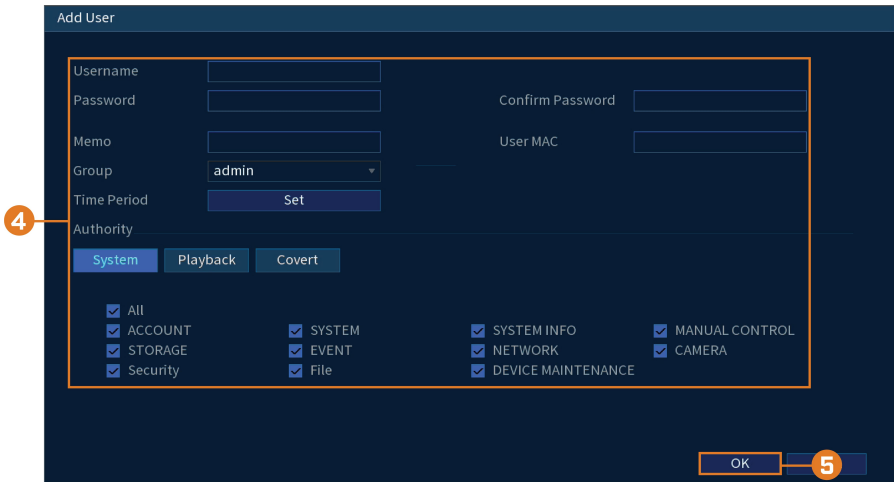 Add User
Username
Password Confirm Password
Memo User MAC
Group admin
Time Period Set
4
Authority
System Playback Covert
All
ACCOUNT SYSTEM SYSTEM INFO MANUAL CONTROL
STORAGE EVENT NETWORK CAMERA
Security File DEVICE MAINTENANCE
OK 5